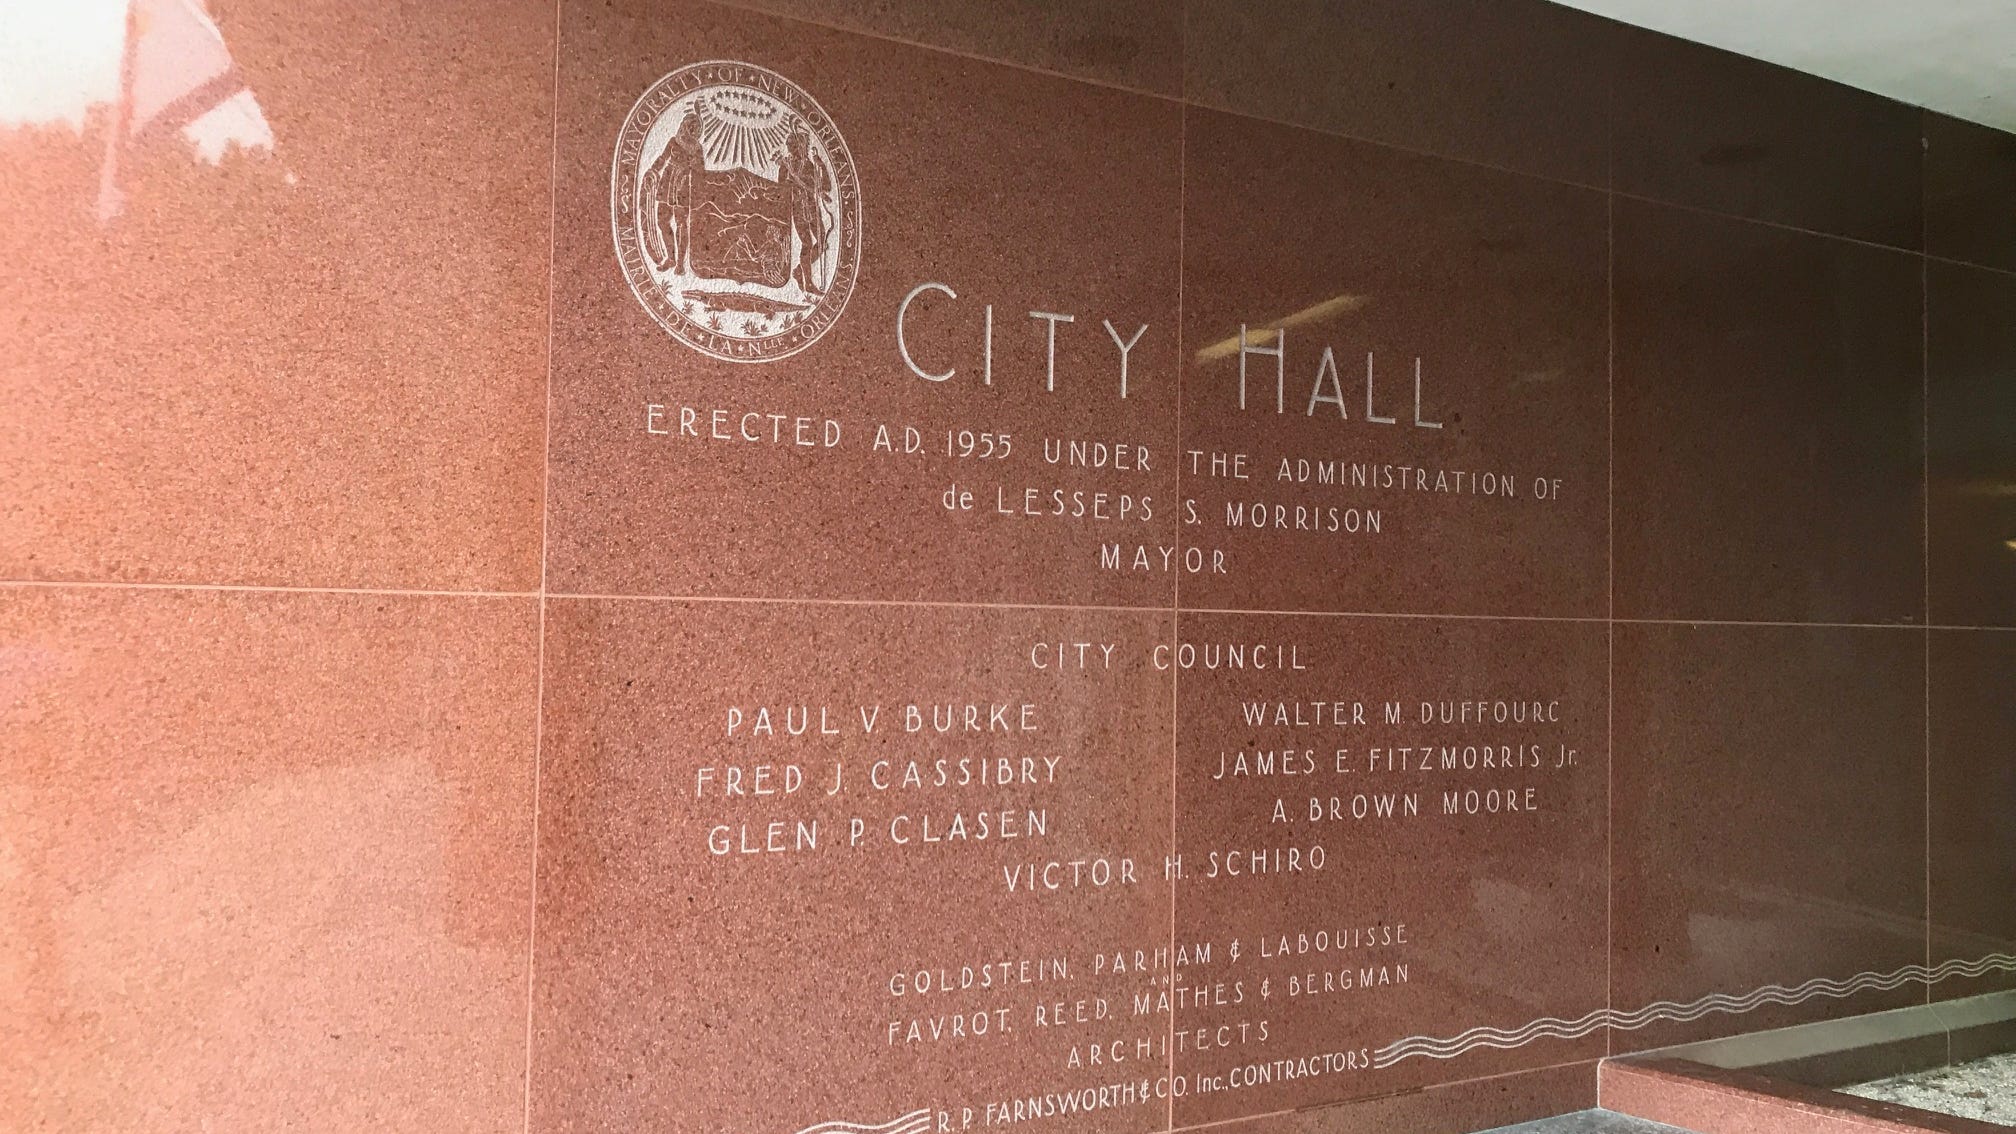 MAYORALTY • OF • NEW ORLEANS
MAIRIE • DE • LA • NLLE • ORLEANS
CITY HALL
ERECTED A.D. 1955 UNDER THE ADMINISTRATION OF
de LESSEPS S. MORRISON
MAYOR
CITY COUNCIL
PAUL V BURKE
FRED J. CASSIBRY
GLEN P. CLASEN
WALTER M. DUFFOURC
JAMES E. FITZMORRIS Jr.
A. BROWN MOORE
VICTOR H. SCHIRO
GOLDSTEIN, PARHAM & LABOUISSE
AND
FAVROT, REED, MATHES & BERGMAN
ARCHITECTS
R. P. FARNSWORTH & CO. Inc., CONTRACTORS